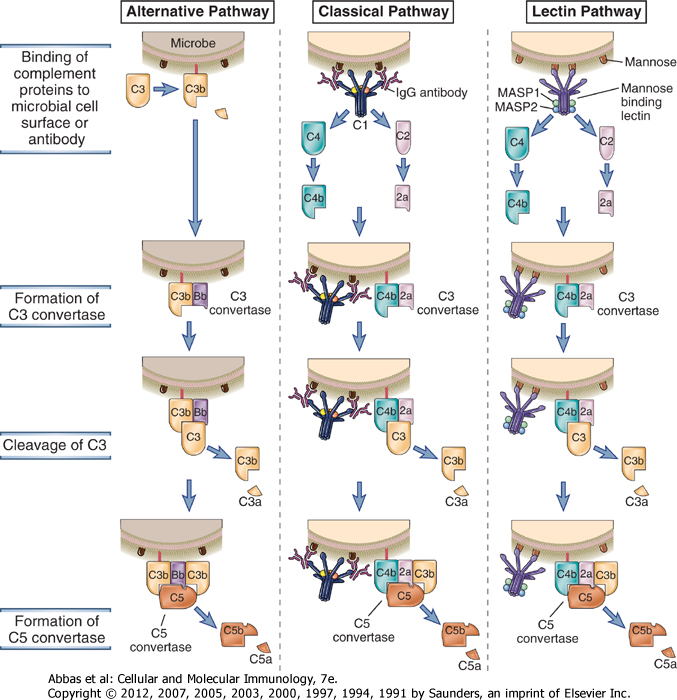 Alternative Pathway
Classical Pathway
Lectin Pathway
Binding of
complement
proteins to
microbial cell
surface or
antibody
Microbe
C3
C3b
IgG antibody
C1
C4
C2
C4b
2a
Mannose
MASP1
MASP2
Mannose
binding
lectin
C4
C2
C4b
2a
Formation of
C3 convertase
C3b
Bb
C3
convertase
C4b
2a
C3
convertase
C4b
2a
C3
convertase
Cleavage of C3
C3b
Bb
C3
C3b
C3a
C4b
2a
C3
C3b
C3a
C4b
2a
C3
C3b
C3a
Formation of
C5 convertase
C3b
Bb
C3b
C5
C5
convertase
C5b
C5a
C4b
2a
C3b
C5
C5
convertase
C5b
C5a
C4b
2a
C3b
C5
C5
convertase
C5b
C5a
Abbas et al: Cellular and Molecular Immunology, 7e.
Copyright © 2012, 2007, 2005, 2003, 2000, 1997, 1994, 1991 by Saunders, an imprint of Elsevier Inc.